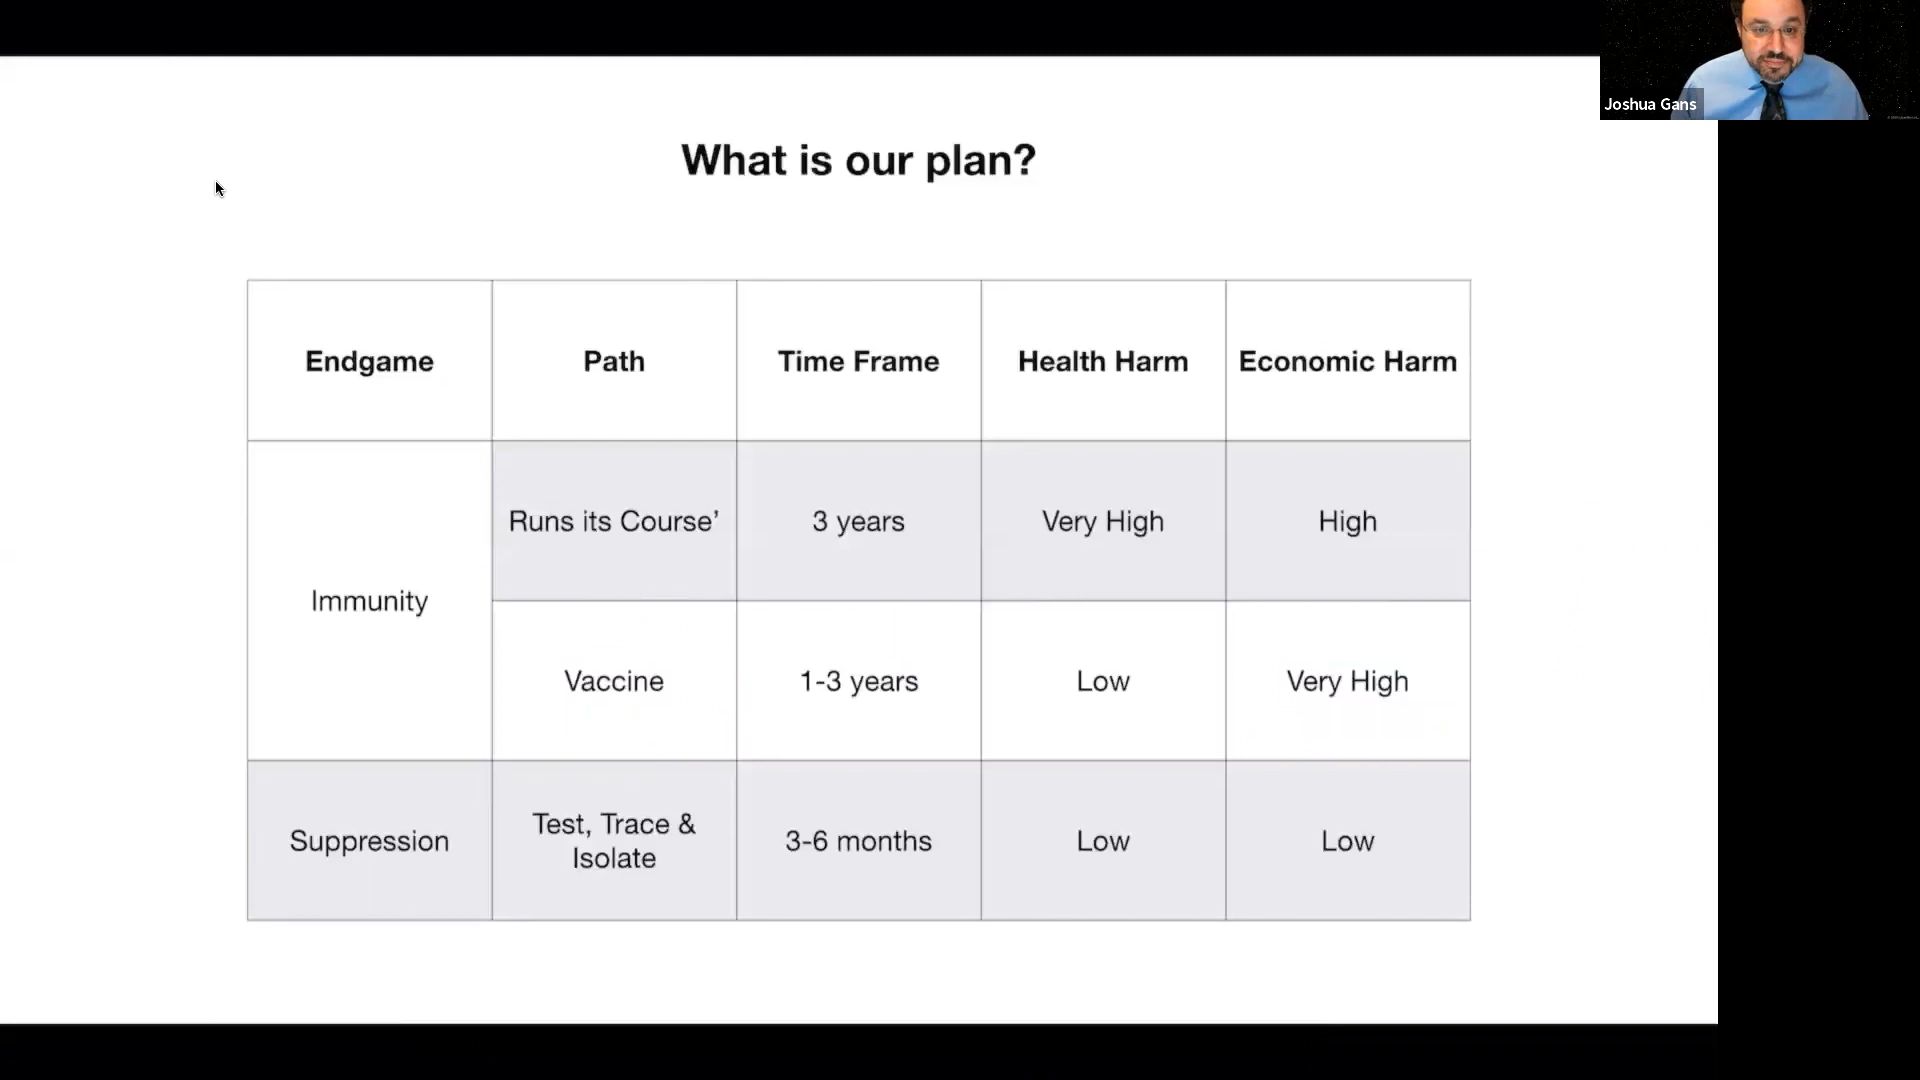 Joshua Gans
What is our plan?
Endgame
Path
Time Frame
Health Harm
Economic Harm
Immunity
Runs its Course’
3 years
Very High
High
Vaccine
1-3 years
Low
Very High
Suppression
Test, Trace &
Isolate
3-6 months
Low
Low